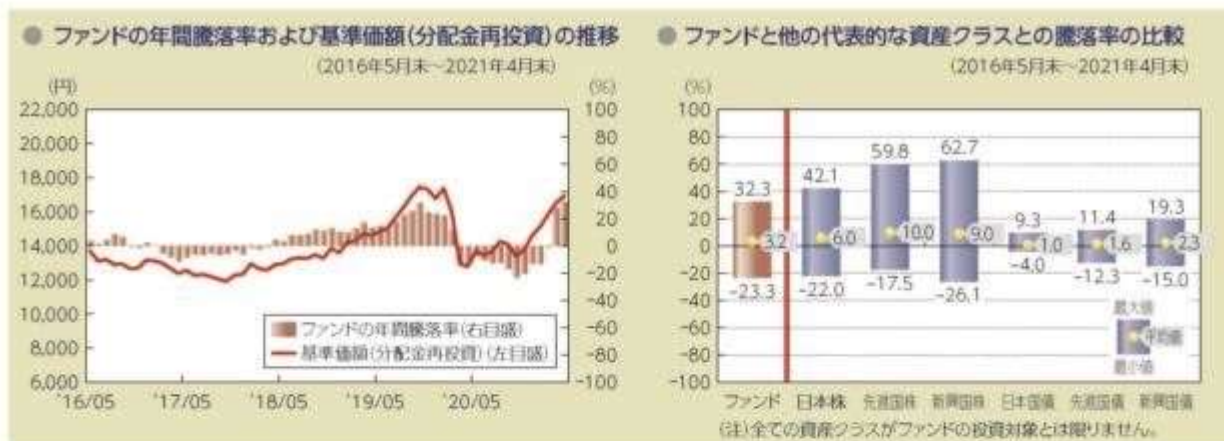 ● ファンドの年間騰落率および基準価額(分配金再投資)の推移
(2016年5月末~2021年4月末)
(円)
(%)
22,000
20,000
18,000
16,000
14,000
12,000
10,000
8,000
6,000
100
80
60
40
20
0
-20
-40
-60
-80
-100
ファンドの年間騰落率(右目盛)
基準価額(分配金再投資)(左目盛)
'16/05 '17/05 '18/05 '19/05 '20/05
● ファンドと他の代表的な資産クラスとの騰落率の比較
(2016年5月末~2021年4月末)
(%)
100
80
60
40
20
0
-20
-40
-60
-80
-100
32.3 42.1 59.8 62.7 9.3 11.4 19.3
3.2 6.0 10.0 9.0 1.0 1.6 2.3
-23.3 -22.0 -17.5 -26.1 -4.0 -12.3 -15.0
最大値
平均値
最小値
ファンド 日本株 先進国株 新興国株 日本国債 先進国債 新興国債
(注)全ての資産クラスがファンドの投資対象とは限りません。